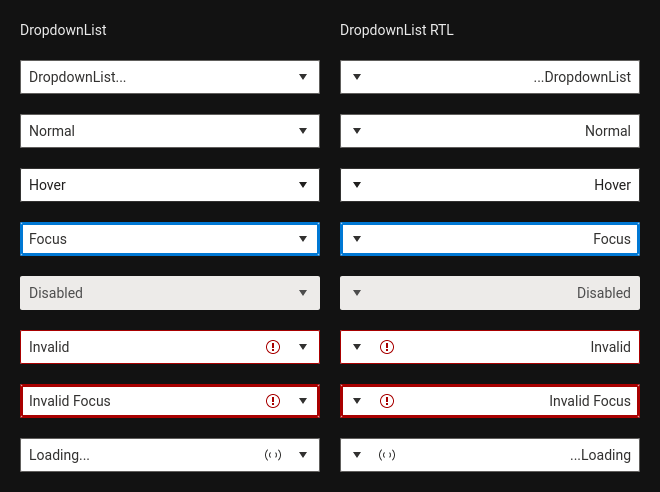 DropdownList
DropdownList...
Normal
Hover
Focus
Disabled
Invalid
Invalid Focus
Loading...
DropdownList RTL
...DropdownList
Normal
Hover
Focus
Disabled
Invalid
Invalid Focus
...Loading